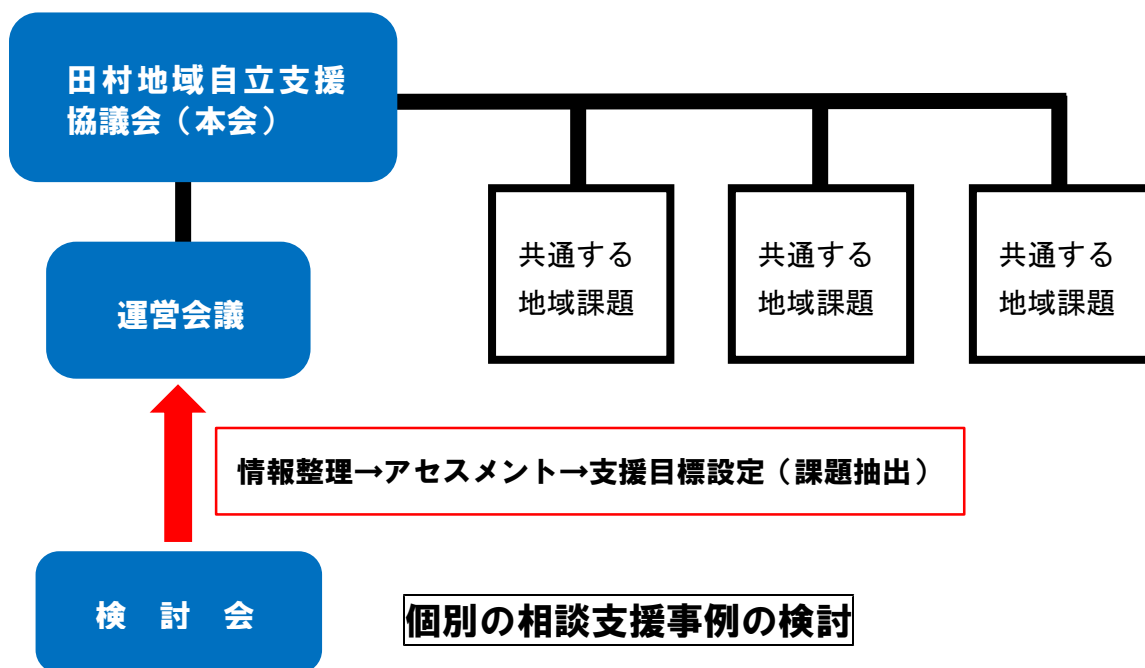 田村地域自立支援
協議会（本会）
運営会議
共通する
地域課題
共通する
地域課題
共通する
地域課題
情報整理→アセスメント→支援目標設定（課題抽出）
検　討　会
個別の相談支援事例の検討